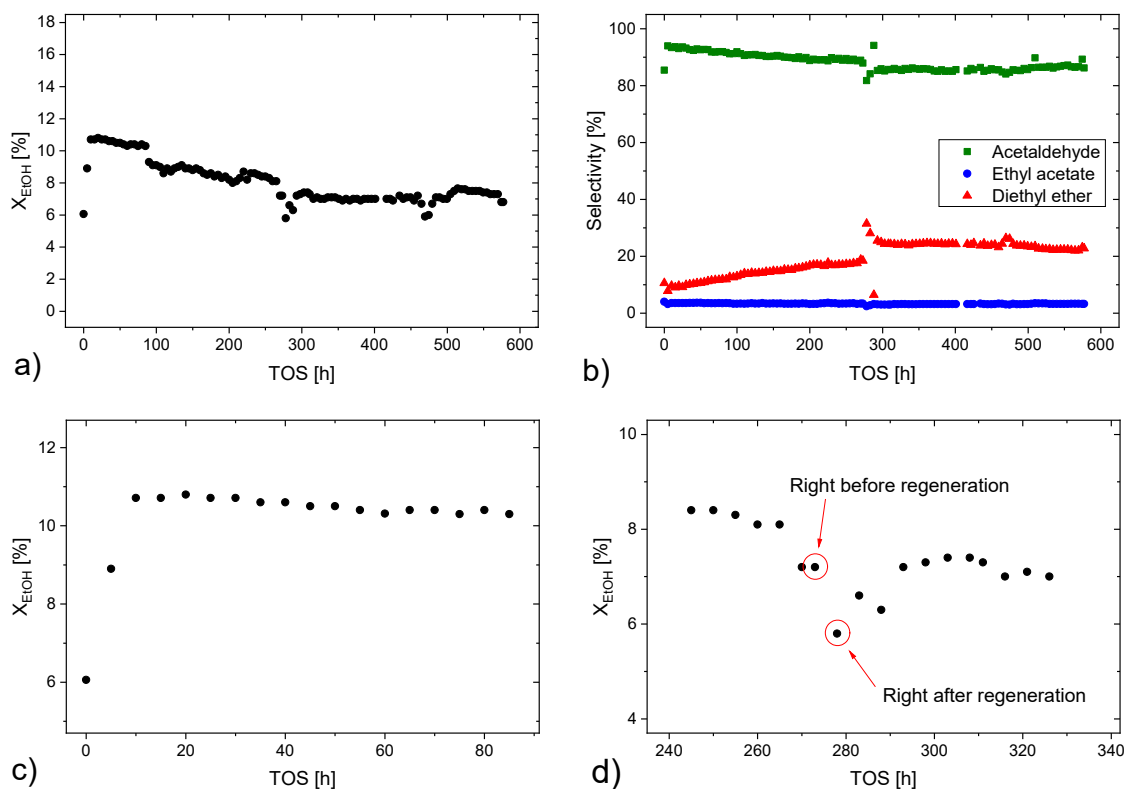 X_EtOH [%]
18
16
14
12
10
8
6
4
2
0
0 100 200 300 400 500 600
TOS [h]
a)
Selectivity [%]
100
80
60
40
20
0
Acetaldehyde
Ethyl acetate
Diethyl ether
0 100 200 300 400 500 600
TOS [h]
b)
X_EtOH [%]
12
10
8
6
0 20 40 60 80
TOS [h]
c)
X_EtOH [%]
10
8
6
4
Right before regeneration
Right after regeneration
240 260 280 300 320 340
TOS [h]
d)